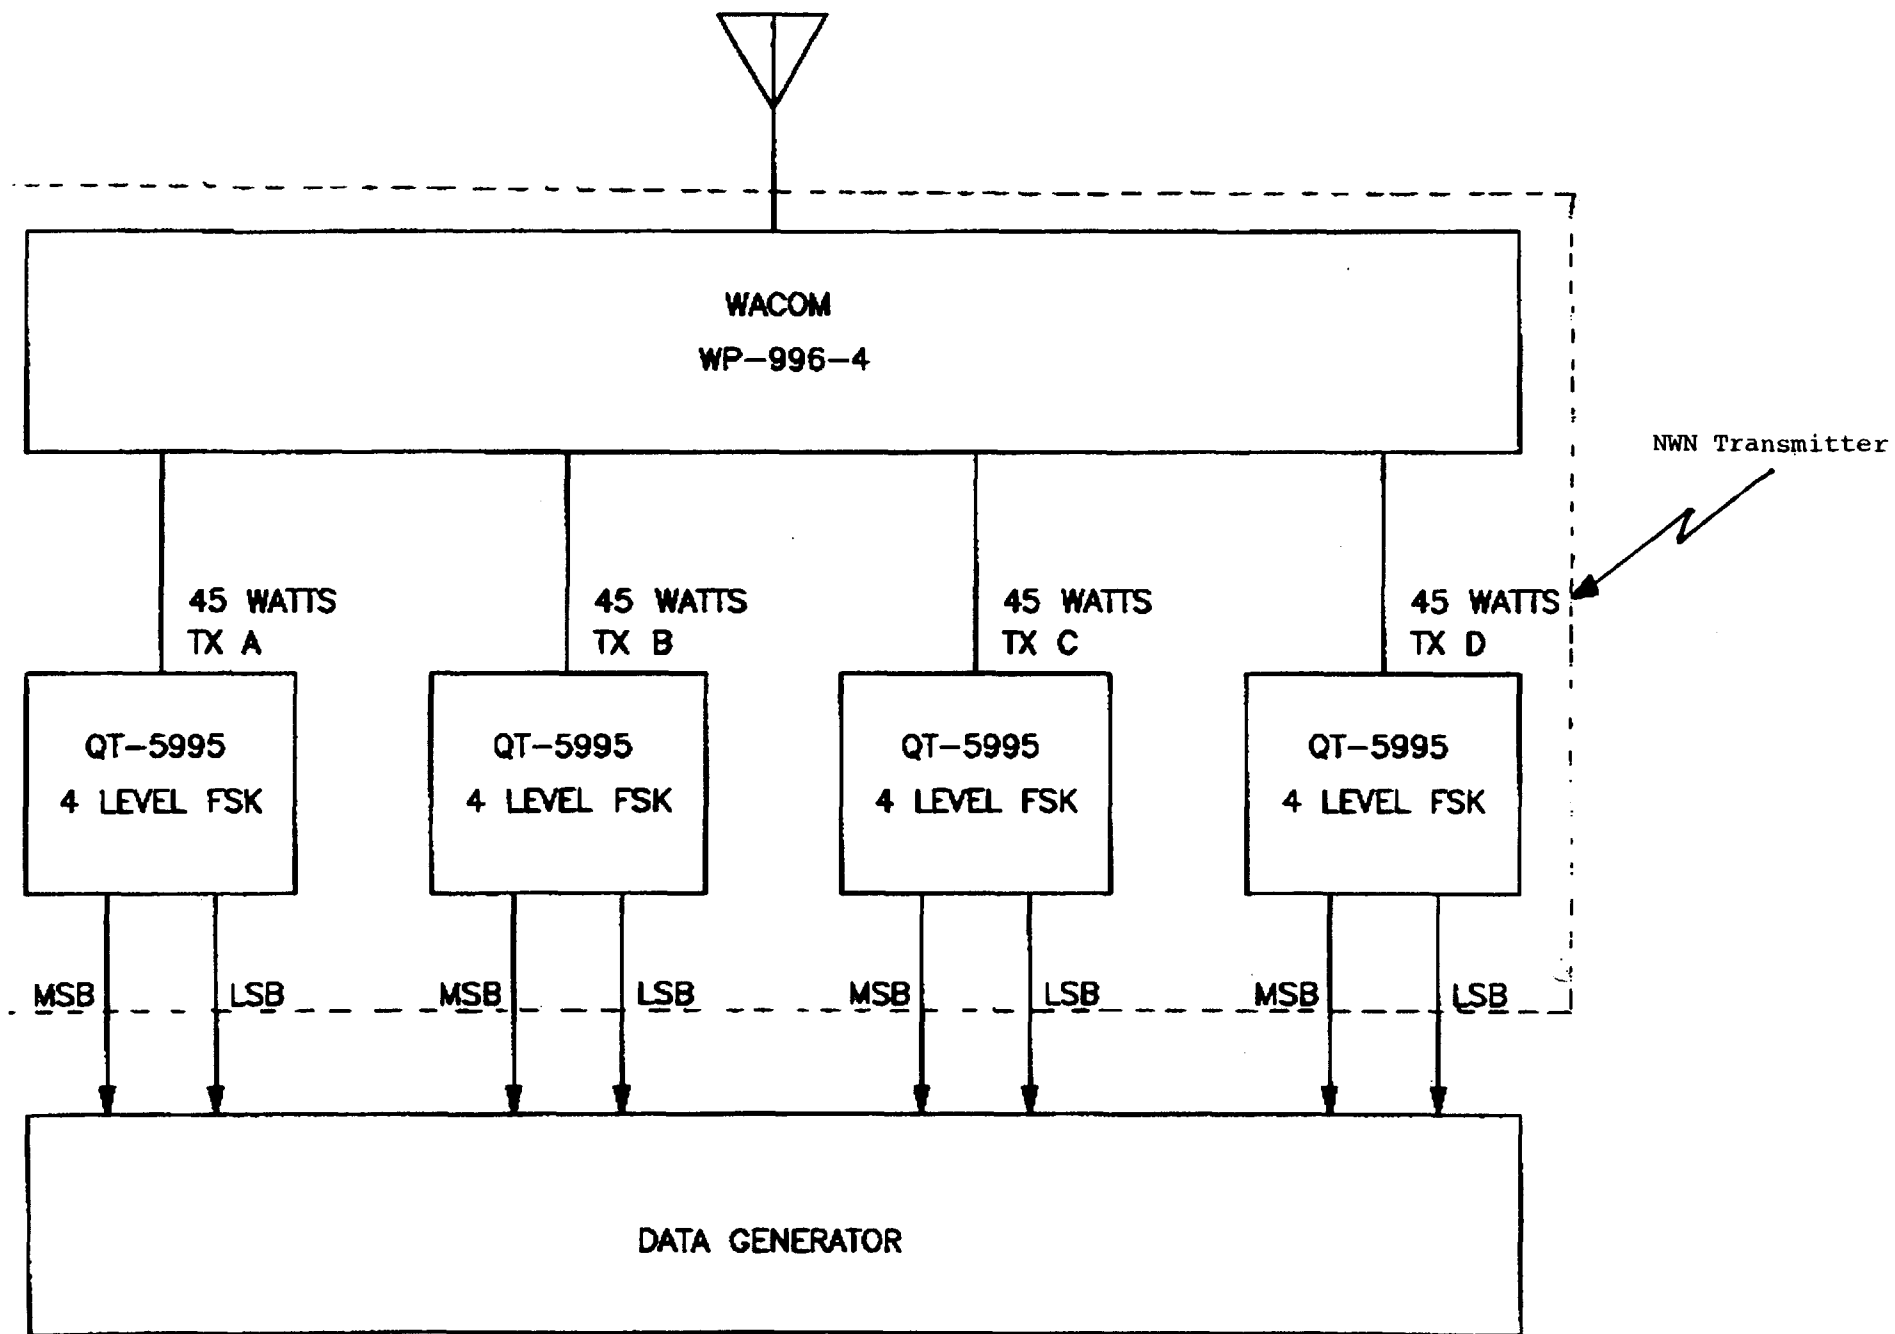 WACOM
WP-996-4
NWN Transmitter
45 WATTS
TX A
45 WATTS
TX B
45 WATTS
TX C
45 WATTS
TX D
QT-5995
4 LEVEL FSK
QT-5995
4 LEVEL FSK
QT-5995
4 LEVEL FSK
QT-5995
4 LEVEL FSK
MSB
LSB
MSB
LSB
MSB
LSB
MSB
LSB
DATA GENERATOR